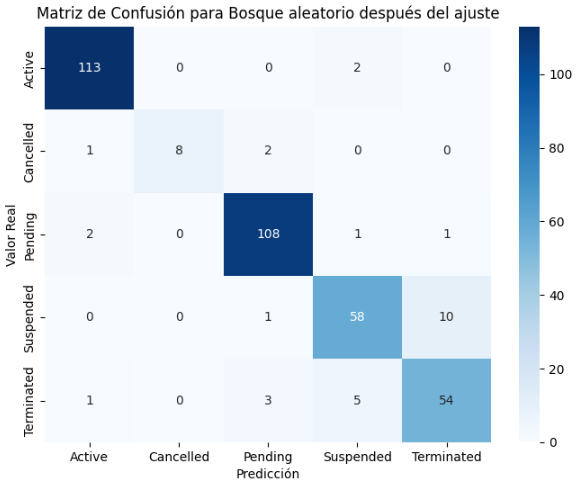 Matriz de Confusión para Bosque aleatorio después del ajuste
Valor Real
Active
113 0 0 2 0
Cancelled
1 8 2 0 0
Pending
2 0 108 1 1
Suspended
0 0 1 58 10
Terminated
1 0 3 5 54
Active Cancelled Pending Suspended Terminated
Predicción
100
80
60
40
20
0